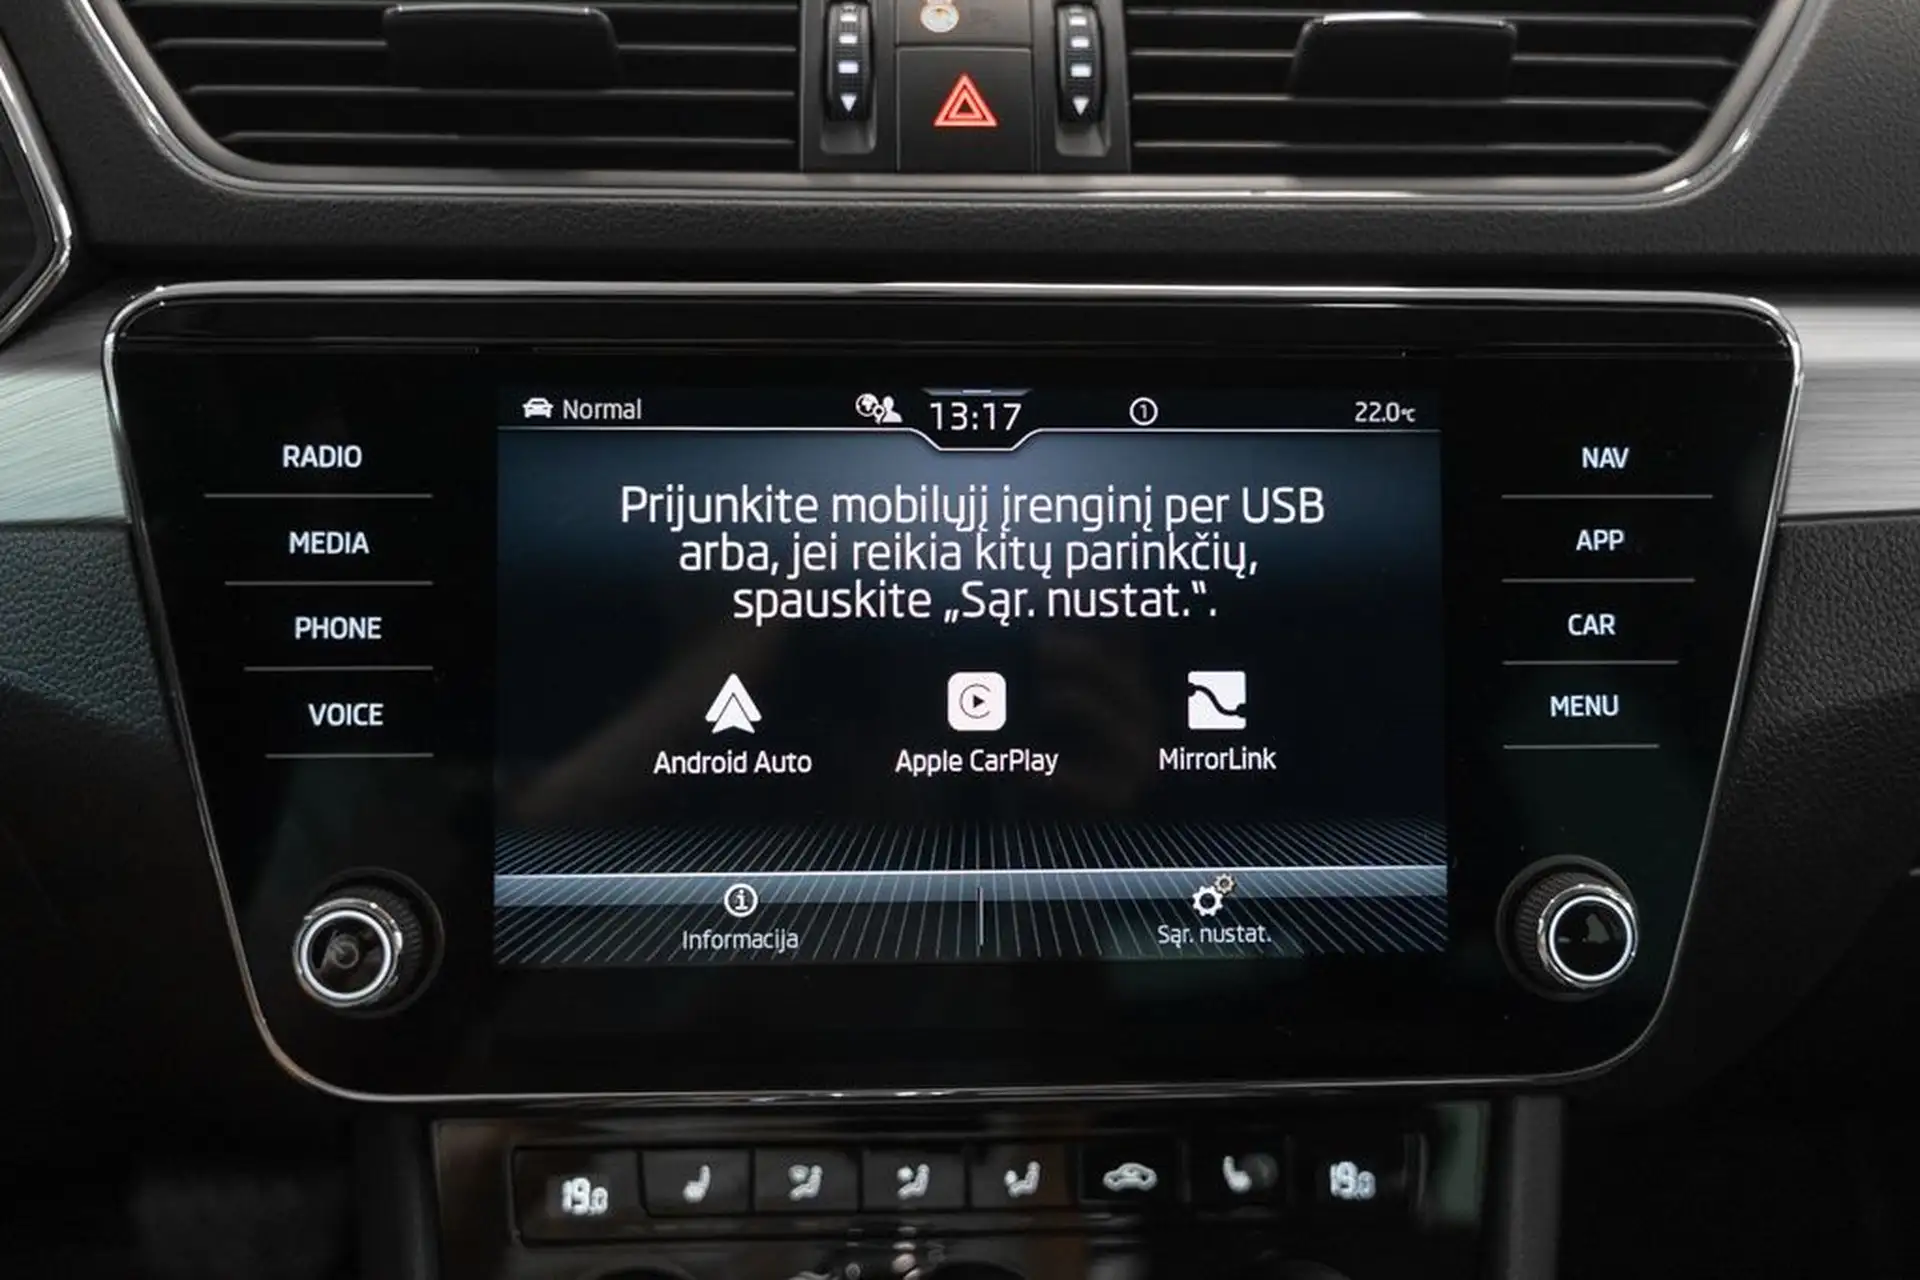 Normal 13:17 1 22.0°C
RADIO
MEDIA
PHONE
VOICE
Prijunkite mobilųjį įrenginį per USB
arba, jei reikia kitų parinkčių,
spauskite „Sąr. nustat.“.
Android Auto Apple CarPlay MirrorLink
Informacija Sąr. nustat.
NAV
APP
CAR
MENU
19.0 19.0